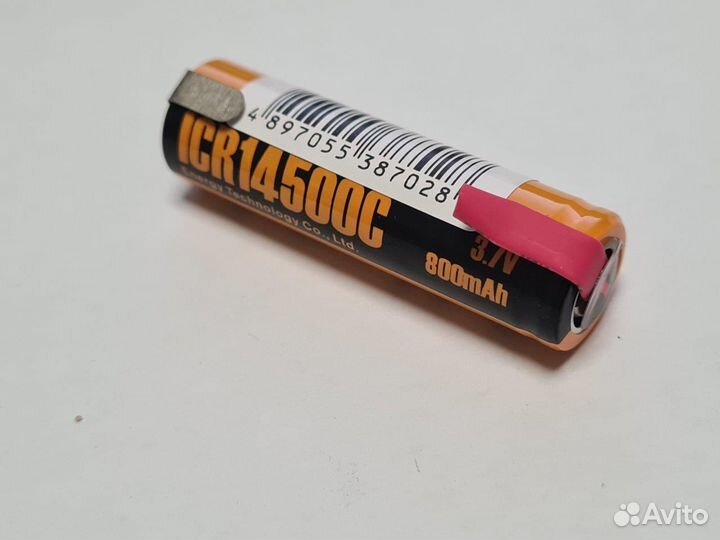 4 897055 387028
ICR14500C
Energy Technology Co., Ltd.
3.7V
800mAh
Avito